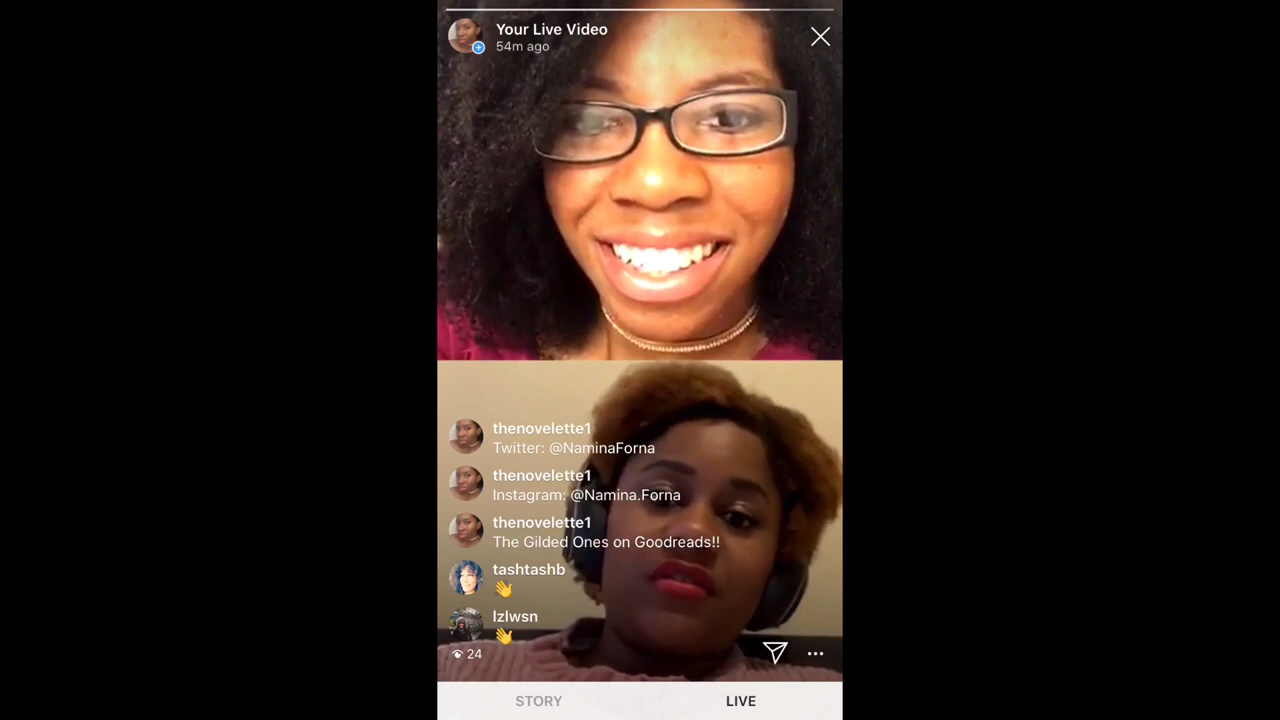 Your Live Video
54m ago
thenovelette1
Twitter: @NaminaForna
thenovelette1
Instagram: @Namina.Forna
thenovelette1
The Gilded Ones on Goodreads!!
tashtashb
👋
lzlwsn
👋
24
STORY
LIVE